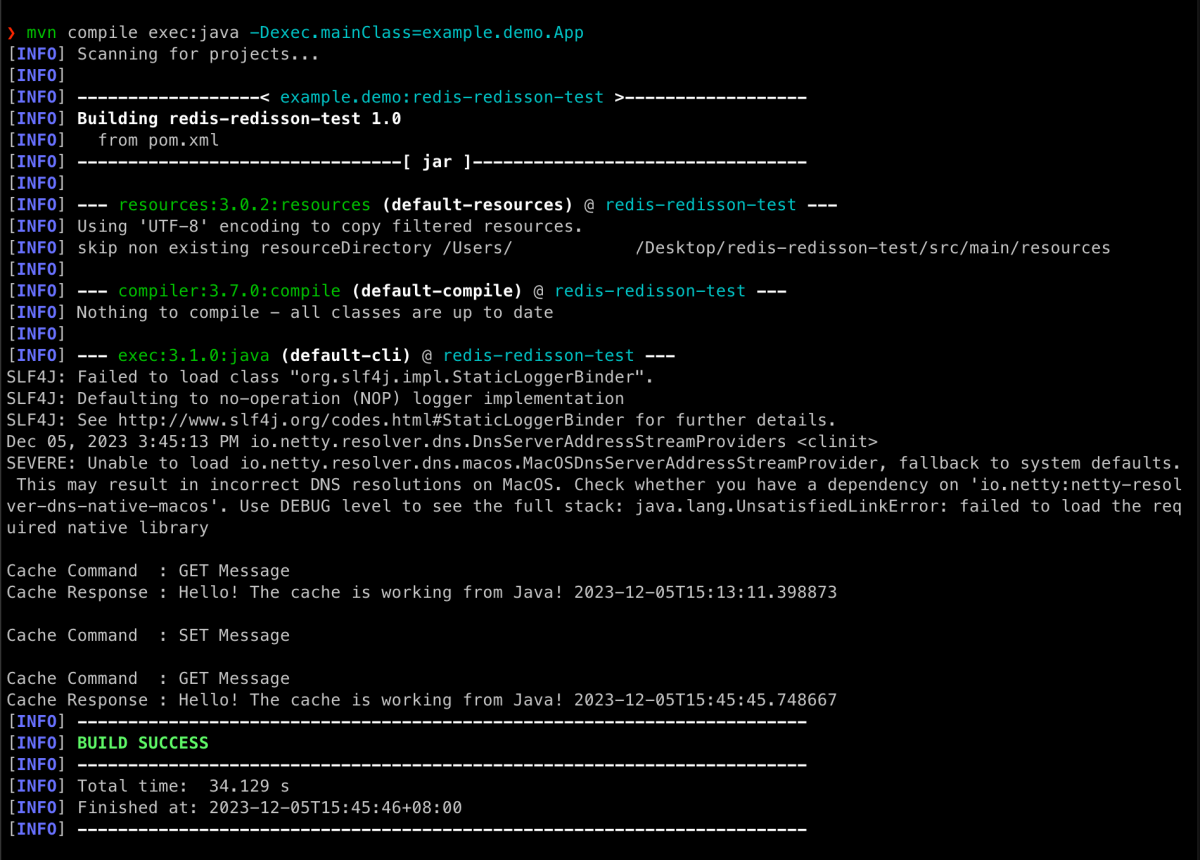 ❯ mvn compile exec:java -Dexec.mainClass=example.demo.App
[INFO] Scanning for projects...
[INFO]
[INFO] ------------------< example.demo:redis-redisson-test >------------------
[INFO] Building redis-redisson-test 1.0
[INFO]   from pom.xml
[INFO] --------------------------------[ jar ]---------------------------------
[INFO]
[INFO] --- resources:3.0.2:resources (default-resources) @ redis-redisson-test ---
[INFO] Using 'UTF-8' encoding to copy filtered resources.
[INFO] skip non existing resourceDirectory /Users/            /Desktop/redis-redisson-test/src/main/resources
[INFO]
[INFO] --- compiler:3.7.0:compile (default-compile) @ redis-redisson-test ---
[INFO] Nothing to compile - all classes are up to date
[INFO]
[INFO] --- exec:3.1.0:java (default-cli) @ redis-redisson-test ---
SLF4J: Failed to load class "org.slf4j.impl.StaticLoggerBinder".
SLF4J: Defaulting to no-operation (NOP) logger implementation
SLF4J: See http://www.slf4j.org/codes.html#StaticLoggerBinder for further details.
Dec 05, 2023 3:45:13 PM io.netty.resolver.dns.DnsServerAddressStreamProviders <clinit>
SEVERE: Unable to load io.netty.resolver.dns.macos.MacOSDnsServerAddressStreamProvider, fallback to system defaults.
 This may result in incorrect DNS resolutions on MacOS. Check whether you have a dependency on 'io.netty:netty-resol
ver-dns-native-macos'. Use DEBUG level to see the full stack: java.lang.UnsatisfiedLinkError: failed to load the req
uired native library
Cache Command  : GET Message
Cache Response : Hello! The cache is working from Java! 2023-12-05T15:13:11.398873
Cache Command  : SET Message
Cache Command  : GET Message
Cache Response : Hello! The cache is working from Java! 2023-12-05T15:45:45.748667
[INFO] ------------------------------------------------------------------------
[INFO] BUILD SUCCESS
[INFO] ------------------------------------------------------------------------
[INFO] Total time:  34.129 s
[INFO] Finished at: 2023-12-05T15:45:46+08:00
[INFO] ------------------------------------------------------------------------